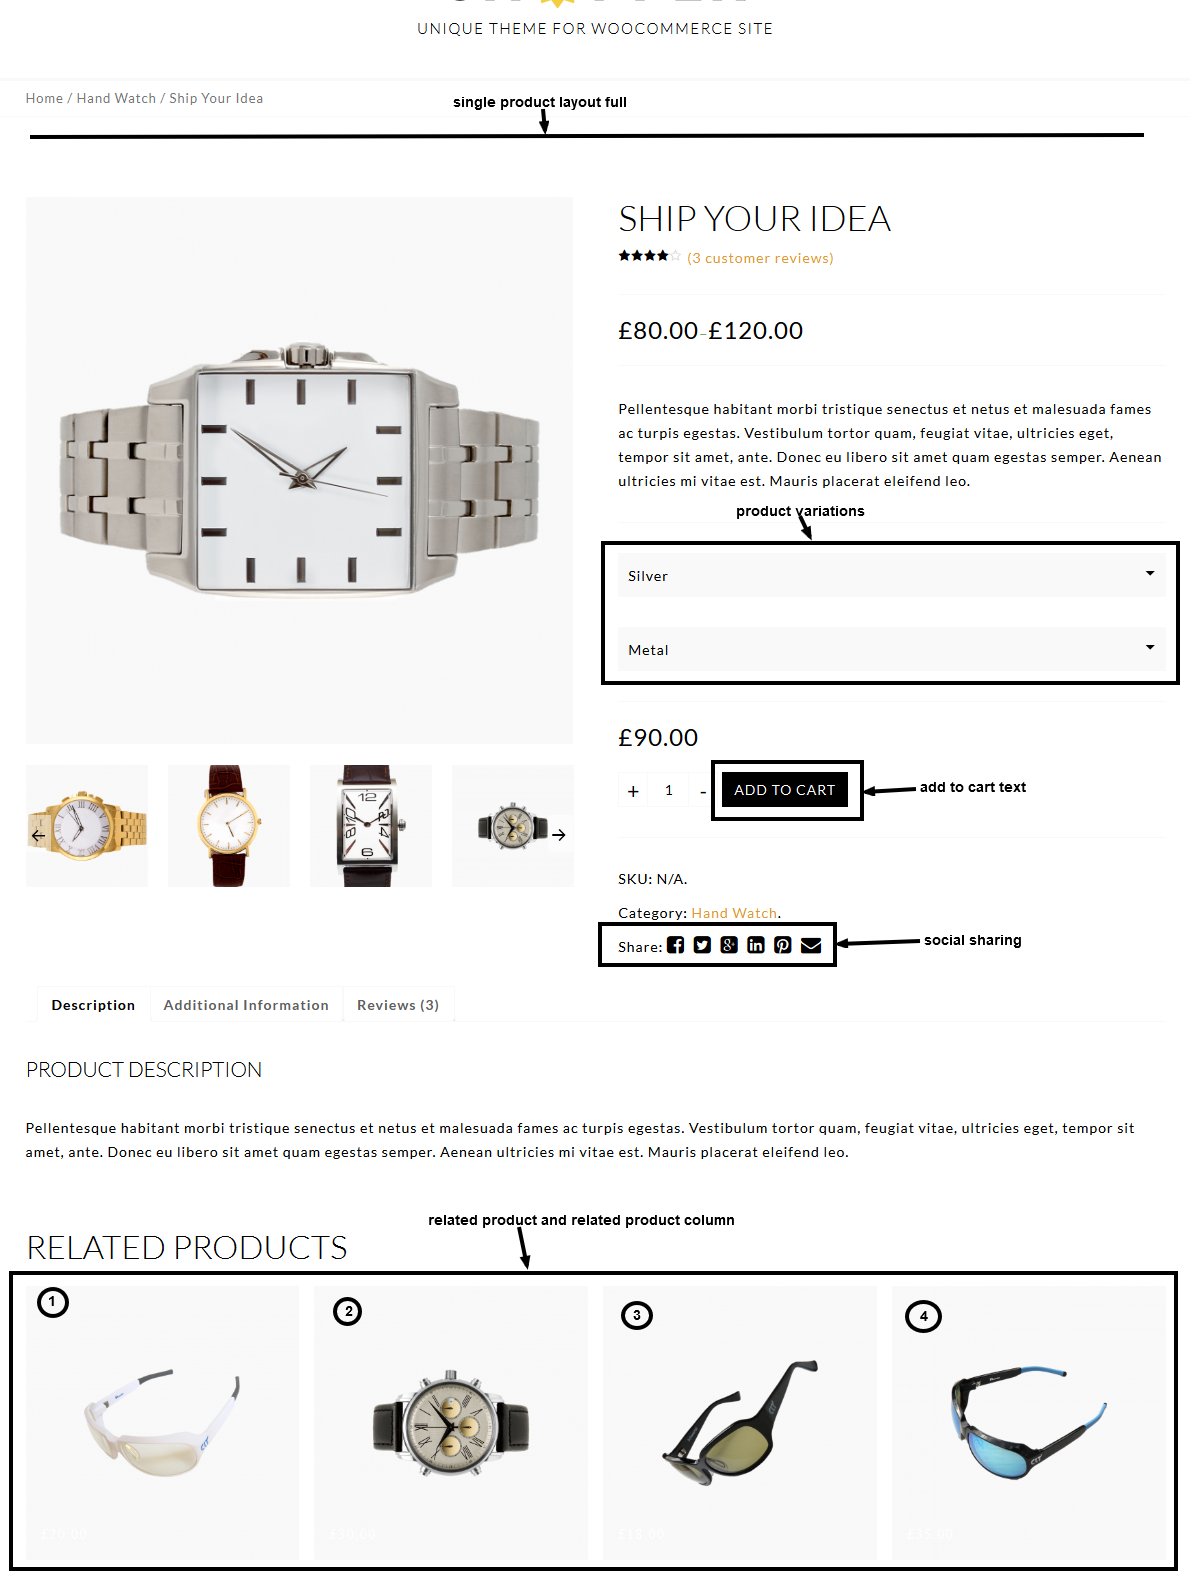 UNIQUE THEME FOR WOOCOMMERCE SITE
Home / Hand Watch / Ship Your Idea
single product layout full
SHIP YOUR IDEA
(3 customer reviews)
£80.00-£120.00
Pellentesque habitant morbi tristique senectus et netus et malesuada fames
ac turpis egestas. Vestibulum tortor quam, feugiat vitae, ultricies eget,
tempor sit amet, ante. Donec eu libero sit amet quam egestas semper. Aenean
ultricies mi vitae est. Mauris placerat eleifend leo.
product variations
Silver
Metal
£90.00
+ 1 - ADD TO CART
add to cart text
SKU: N/A.
Category: Hand Watch.
Share:
social sharing
Description Additional Information Reviews (3)
PRODUCT DESCRIPTION
Pellentesque habitant morbi tristique senectus et netus et malesuada fames ac turpis egestas. Vestibulum tortor quam, feugiat vitae, ultricies eget, tempor sit
amet, ante. Donec eu libero sit amet quam egestas semper. Aenean ultricies mi vitae est. Mauris placerat eleifend leo.
related product and related product column
RELATED PRODUCTS
1 2 3 4